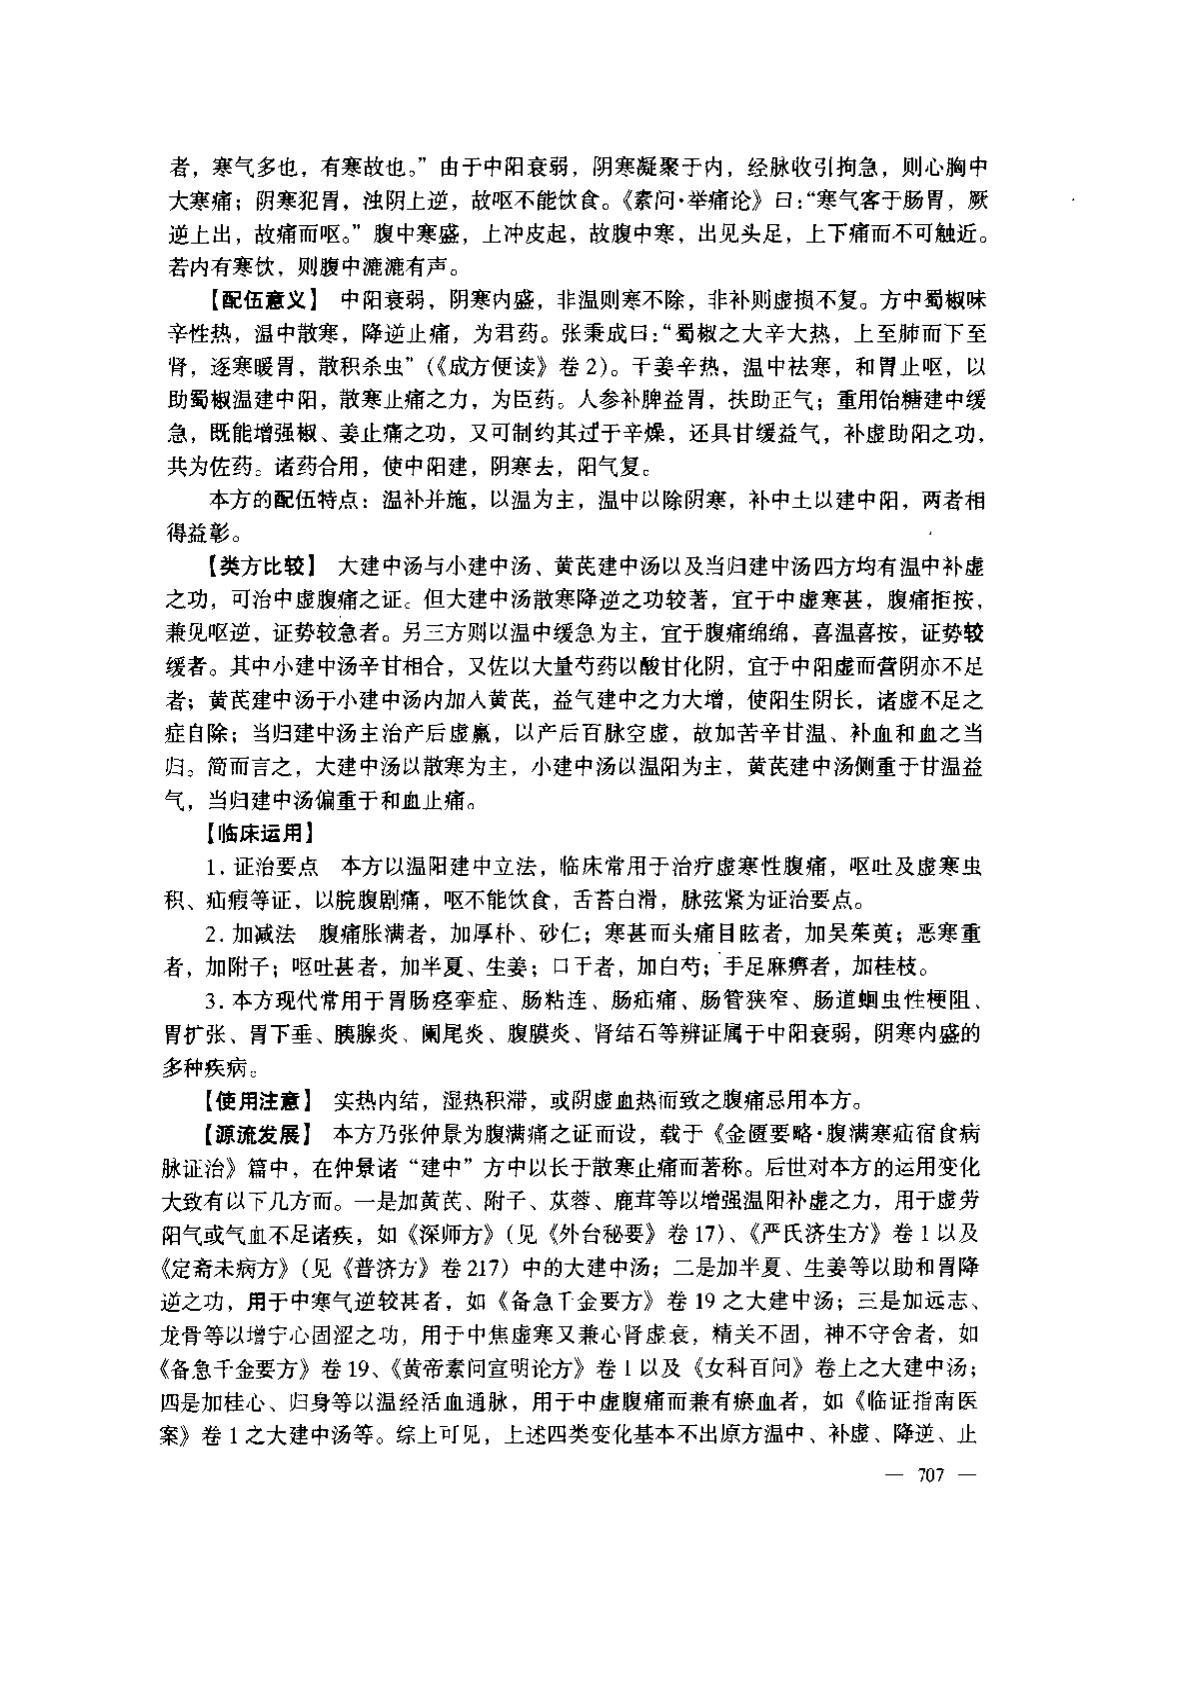 者，寒气多也，有寒故也。”由于中阳衰弱，阴寒凝聚于内，经脉收引拘急，则心胸中
大寒痛；阴寒犯胃，浊阴上逆，故呕不能饮食。《素问·举痛论》曰：“寒气客于肠胃，厥
逆上出，故痛而呕。”腹中寒盛，上冲皮起，故腹中寒，出见头足，上下痛而不可触近。
若内有寒饮，则腹中漉漉有声。
【配伍意义】 中阳衰弱，阴寒内盛，非温则寒不除，非补则虚损不复。方中蜀椒味
辛性热，温中散寒，降逆止痛，为君药。张秉成曰：“蜀椒之大辛大热，上至肺而下至
肾，逐寒暖胃，散积杀虫”（《成方便读》卷2）。干姜辛热，温中祛寒，和胃止呕，以
助蜀椒温建中阳，散寒止痛之力，为臣药。人参补脾益胃，扶助正气；重用饴糖建中缓
急，既能增强椒、姜止痛之功，又可制约其过于辛燥，还具甘缓益气，补虚助阳之功，
共为佐药。诸药合用，使中阳建，阴寒去，阳气复。
本方的配伍特点：温补并施，以温为主，温中以除阴寒，补中土以建中阳，两者相
得益彰。
【类方比较】 大建中汤与小建中汤、黄芪建中汤以及当归建中汤四方均有温中补虚
之功，可治中虚腹痛之证。但大建中汤散寒降逆之功较著，宜于中虚寒甚，腹痛拒按，
兼见呕逆，证势较急者。另三方则以温中缓急为主，宜于腹痛绵绵，喜温喜按，证势较
缓者。其中小建中汤辛甘相合，又佐以大量芍药以酸甘化阴，宜于中阳虚而营阴亦不足
者；黄芪建中汤于小建中汤内加入黄芪，益气建中之力大增，使阳生阴长，诸虚不足之
症自除；当归建中汤主治产后虚羸，以产后百脉空虚，故加苦辛甘温、补血和血之当
归。简而言之，大建中汤以散寒为主，小建中汤以温阳为主，黄芪建中汤侧重于甘温益
气，当归建中汤偏重于和血止痛。
【临床运用】
1. 证治要点 本方以温阳建中立法，临床常用于治疗虚寒性腹痛，呕吐及虚寒虫
积、疝瘕等证，以脘腹剧痛，呕不能饮食，舌苔白滑，脉弦紧为证治要点。
2. 加减法 腹痛胀满者，加厚朴、砂仁；寒甚而头痛目眩者，加吴茱萸；恶寒重
者，加附子；呕吐甚者，加半夏、生姜；口干者，加白芍；手足麻痹者，加桂枝。
3. 本方现代常用于胃肠痉挛症、肠粘连、肠疝痛、肠管狭窄、肠道蛔虫性梗阻、
胃扩张、胃下垂、胰腺炎、阑尾炎、腹膜炎、肾结石等辨证属于中阳衰弱，阴寒内盛的
多种疾病。
【使用注意】 实热内结，湿热积滞，或阴虚血热而致之腹痛忌用本方。
【源流发展】 本方乃张仲景为腹满痛之证而设，载于《金匮要略·腹满寒疝宿食病
脉证治》篇中，在仲景诸“建中”方中以长于散寒止痛而著称。后世对本方的运用变化
大致有以下几方面。一是加黄芪、附子、苁蓉、鹿茸等以增强温阳补虚之力，用于虚劳
阳气或气血不足诸疾，如《深师方》（见《外台秘要》卷17）、《严氏济生方》卷1以及
《定斋未病方》（见《普济方》卷217）中的大建中汤；二是加半夏、生姜等以助和胃降
逆之功，用于中寒气逆较甚者，如《备急千金要方》卷19之大建中汤；三是加远志、
龙骨等以增宁心固涩之功，用于中焦虚寒又兼心肾虚衰，精关不固，神不守舍者，如
《备急千金要方》卷19、《黄帝素问宣明论方》卷1以及《女科百问》卷上之大建中汤；
四是加桂心、归身等以温经活血通脉，用于中虚腹痛而兼有瘀血者，如《临证指南医
案》卷1之大建中汤等。综上可见，上述四类变化基本不出原方温中、补虚、降逆、止
— 707 —